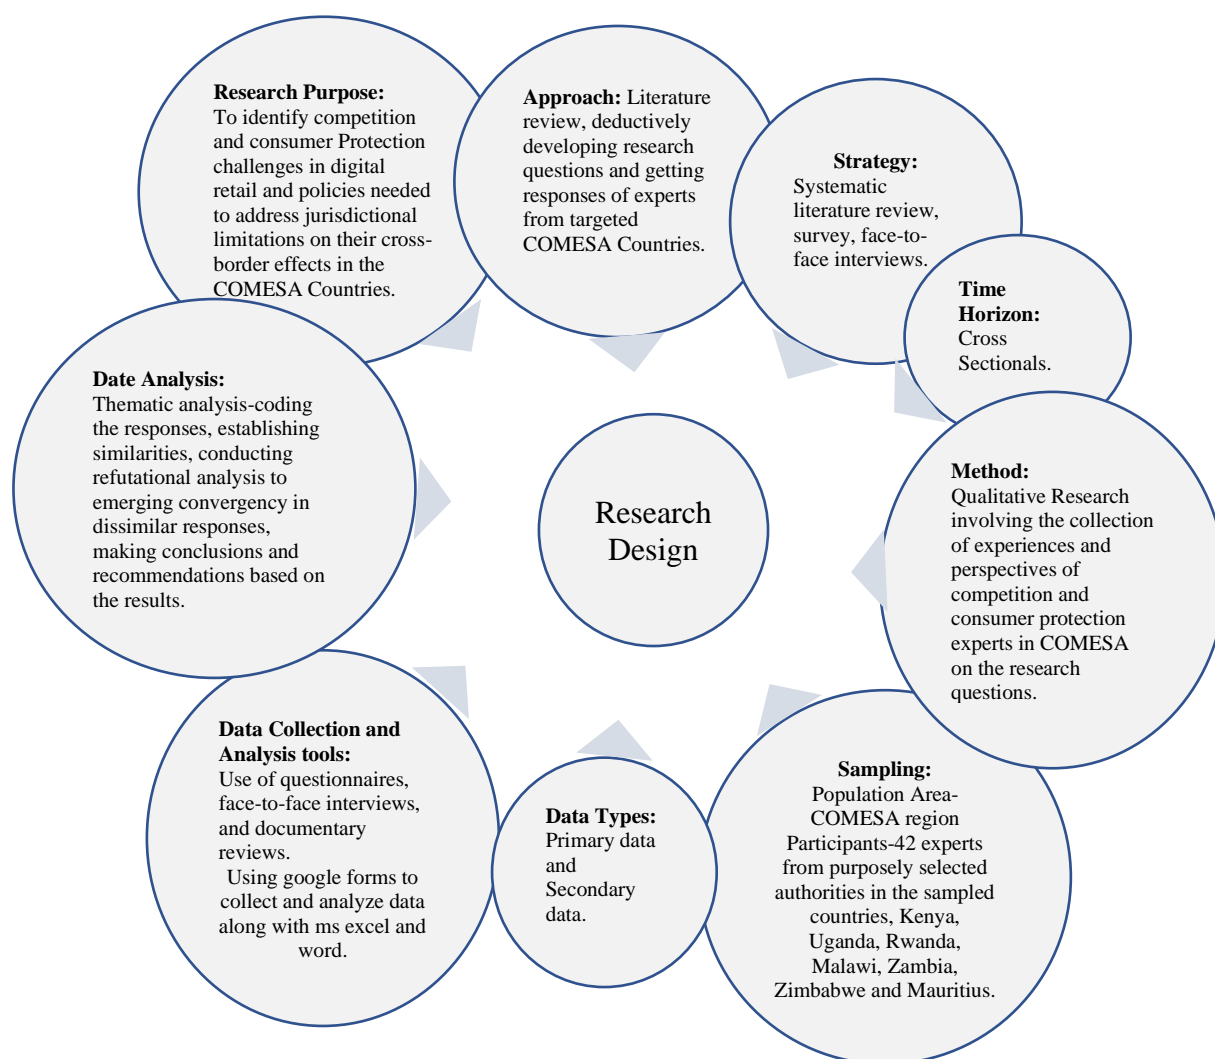 Research Purpose:
To identify competition
and consumer Protection
challenges in digital
retail and policies needed
to address jurisdictional
limitations on their cross-
border effects in the
COMESA Countries.
Approach: Literature
review, deductively
developing research
questions and getting
responses of experts
from targeted
COMESA Countries.
Strategy:
Systematic
literature review,
survey, face-to-
face interviews.
Time
Horizon:
Cross
Sectionals.
Method:
Qualitative Research
involving the collection
of experiences and
perspectives of
competition and
consumer protection
experts in COMESA
on the research
questions.
Sampling:
Population Area-
COMESA region
Participants-42 experts
from purposely selected
authorities in the sampled
countries, Kenya,
Uganda, Rwanda,
Malawi, Zambia,
Zimbabwe and Mauritius.
Data Types:
Primary data
and
Secondary
data.
Data Collection and
Analysis tools:
Use of questionnaires,
face-to-face interviews,
and documentary
reviews.
Using google forms to
collect and analyze data
along with ms excel and
word.
Date Analysis:
Thematic analysis-coding
the responses, establishing
similarities, conducting
refutational analysis to
emerging convergency in
dissimilar responses,
making conclusions and
recommendations based on
the results.
Research
Design